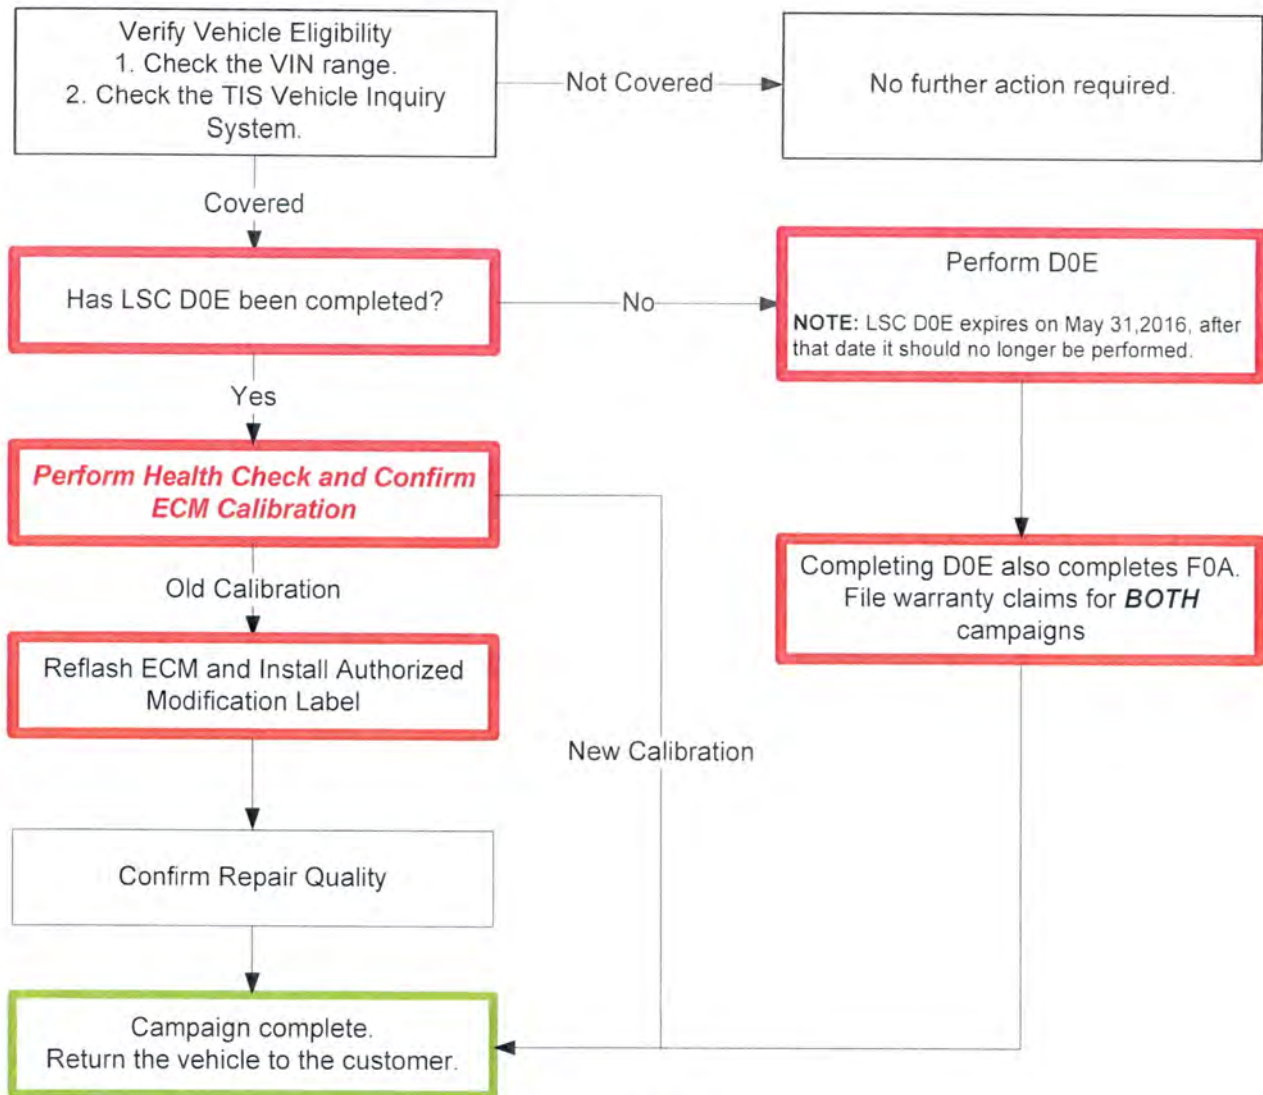 Verify Vehicle Eligibility
1. Check the VIN range.
2. Check the TIS Vehicle Inquiry
System.
Not Covered
No further action required.
Covered
Has LSC D0E been completed?
No
Perform D0E
NOTE: LSC D0E expires on May 31,2016, after
that date it should no longer be performed.
Yes
Perform Health Check and Confirm
ECM Calibration
Old Calibration
Completing D0E also completes F0A.
File warranty claims for BOTH
campaigns
Reflash ECM and Install Authorized
Modification Label
New Calibration
Confirm Repair Quality
Campaign complete.
Return the vehicle to the customer.